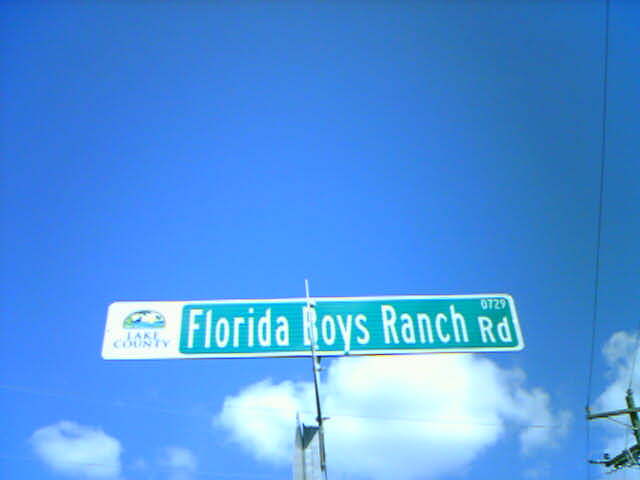 LAKE
COUNTY
Florida Boys Ranch Rd
0729